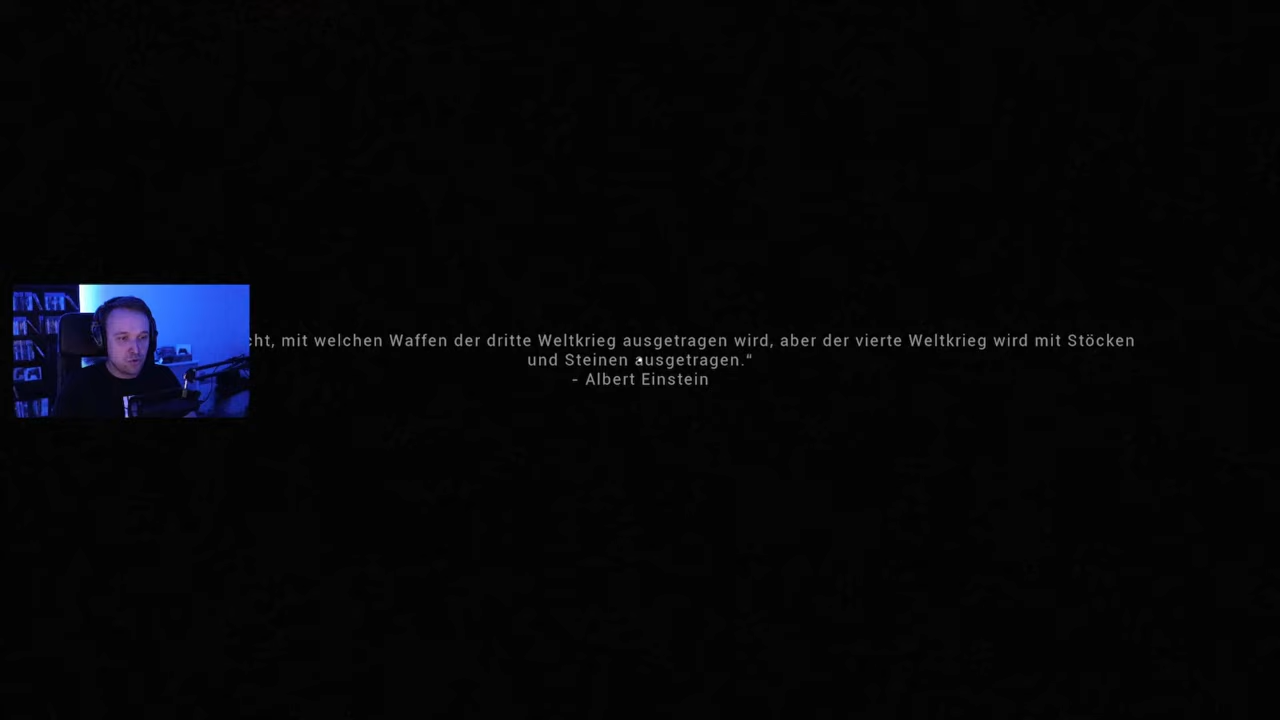 mit welchen Waffen der dritte Weltkrieg ausgetragen wird, aber der vierte Weltkrieg wird mit Stöcken
und Steinen ausgetragen.“
- Albert Einstein